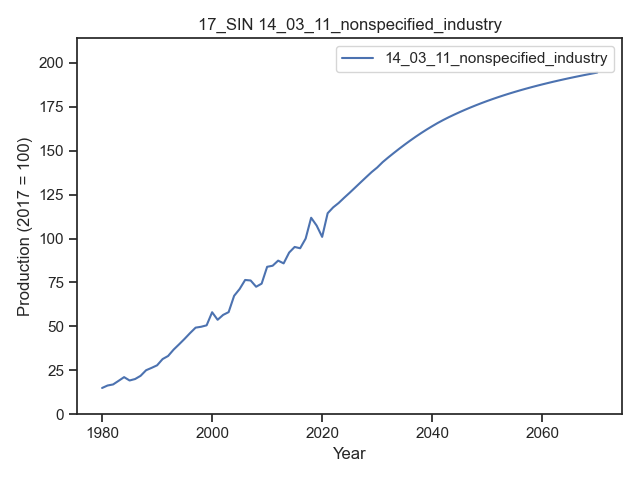 17_SIN 14_03_11_nonspecified_industry
14_03_11_nonspecified_industry
Production (2017 = 100)
200
175
150
125
100
75
50
25
0
1980 2000 2020 2040 2060
Year